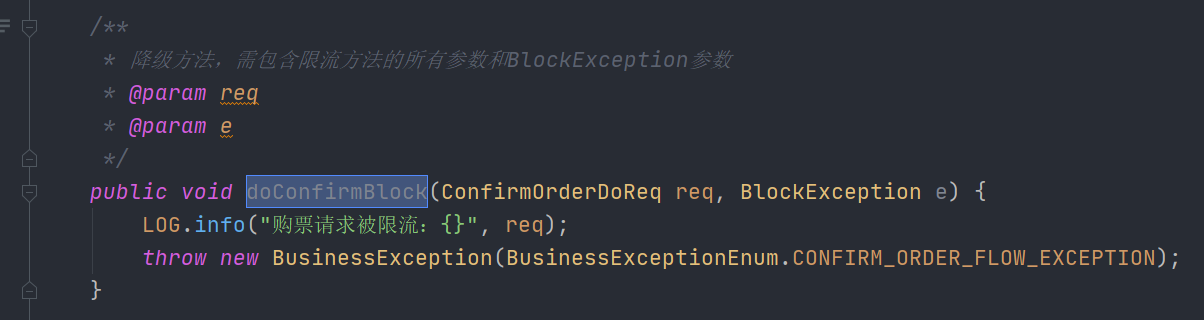 /**
* 降级方法，需包含限流方法的所有参数和BlockException参数
* @param req
* @param e
*/
public void doConfirmBlock(ConfirmOrderDoReq req, BlockException e) {
LOG.info("购票请求被限流：{}", req);
throw new BusinessException(BusinessExceptionEnum.CONFIRM_ORDER_FLOW_EXCEPTION);
}